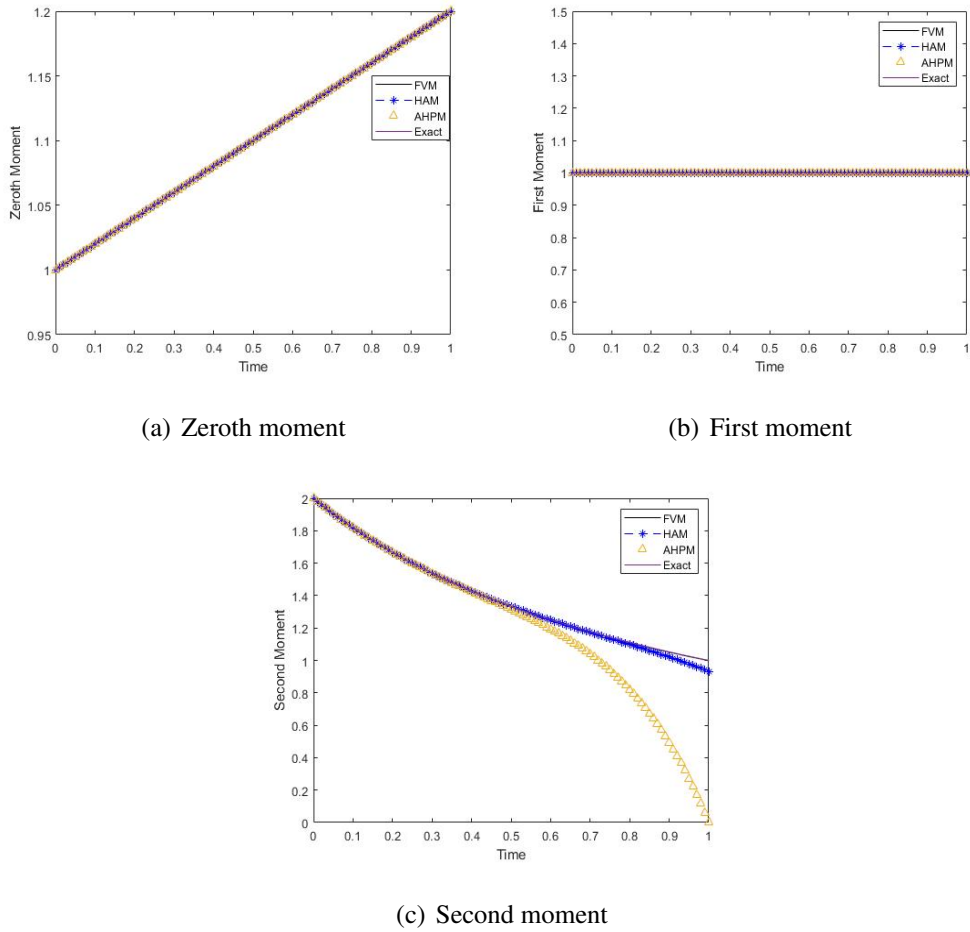 1.2
1.15
1.1
1.05
1
0.95
Zeroth Moment
0 0.1 0.2 0.3 0.4 0.5 0.6 0.7 0.8 0.9 1
Time
FVM
HAM
AHPM
Exact
(a) Zeroth moment
1.5
1.4
1.3
1.2
1.1
1
0.9
0.8
0.7
0.6
0.5
First Moment
0 0.1 0.2 0.3 0.4 0.5 0.6 0.7 0.8 0.9 1
Time
FVM
HAM
AHPM
Exact
(b) First moment
2
1.8
1.6
1.4
1.2
1
0.8
0.6
0.4
0.2
0
Second Moment
0 0.1 0.2 0.3 0.4 0.5 0.6 0.7 0.8 0.9 1
Time
FVM
HAM
AHPM
Exact
(c) Second moment